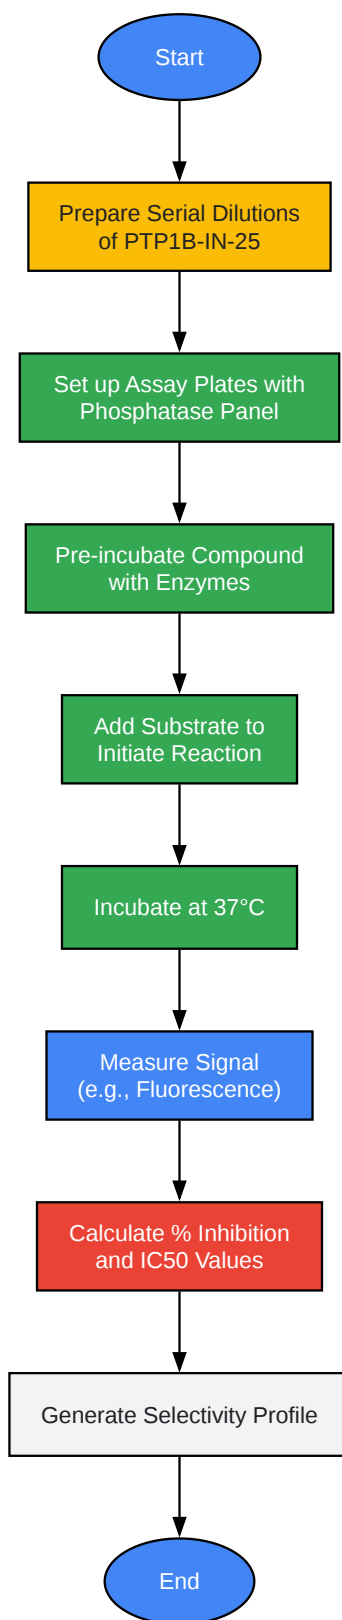 Start
Prepare Serial Dilutions
of PTP1B-IN-25
Set up Assay Plates with
Phosphatase Panel
Pre-incubate Compound
with Enzymes
Add Substrate to
Initiate Reaction
Incubate at 37°C
Measure Signal
(e.g., Fluorescence)
Calculate % Inhibition
and IC50 Values
Generate Selectivity Profile
End